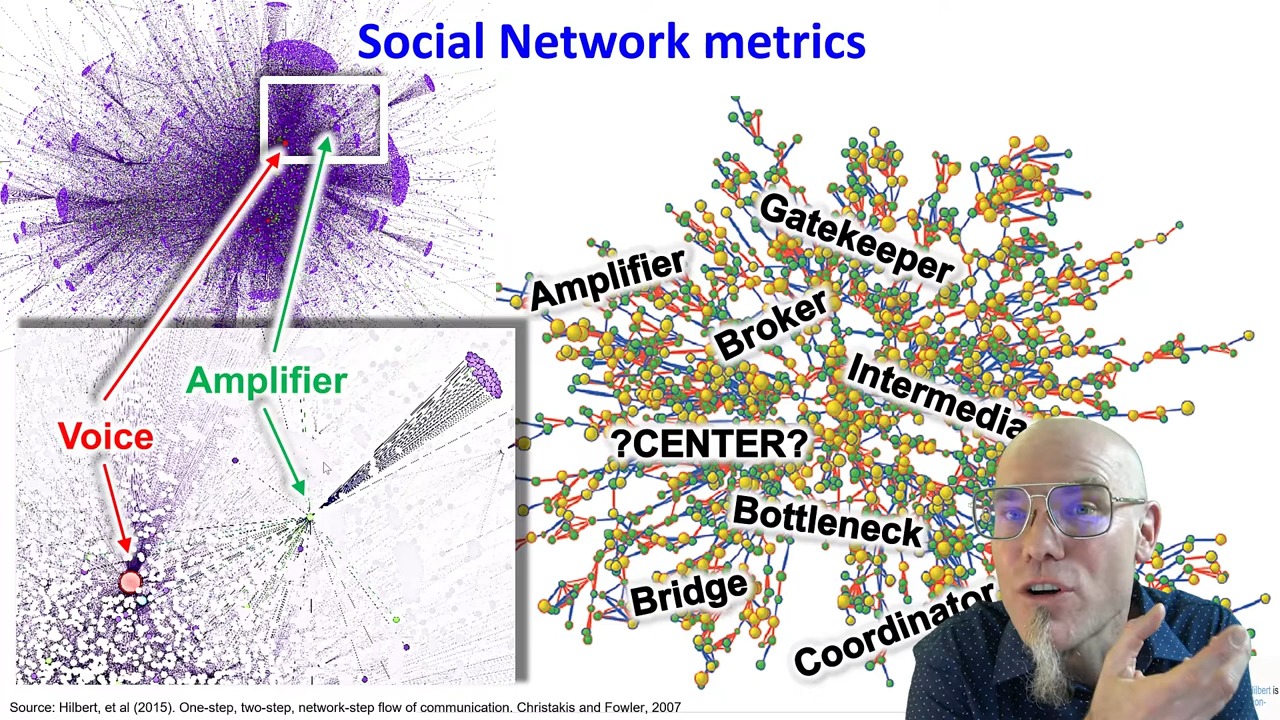 Social Network metrics
Voice
Amplifier
Amplifier
Gatekeeper
Broker
Intermedia
?CENTER?
Bottleneck
Bridge
Coordinator
Source: Hilbert, et al (2015). One-step, two-step, network-step flow of communication. Christakis and Fowler, 2007
is